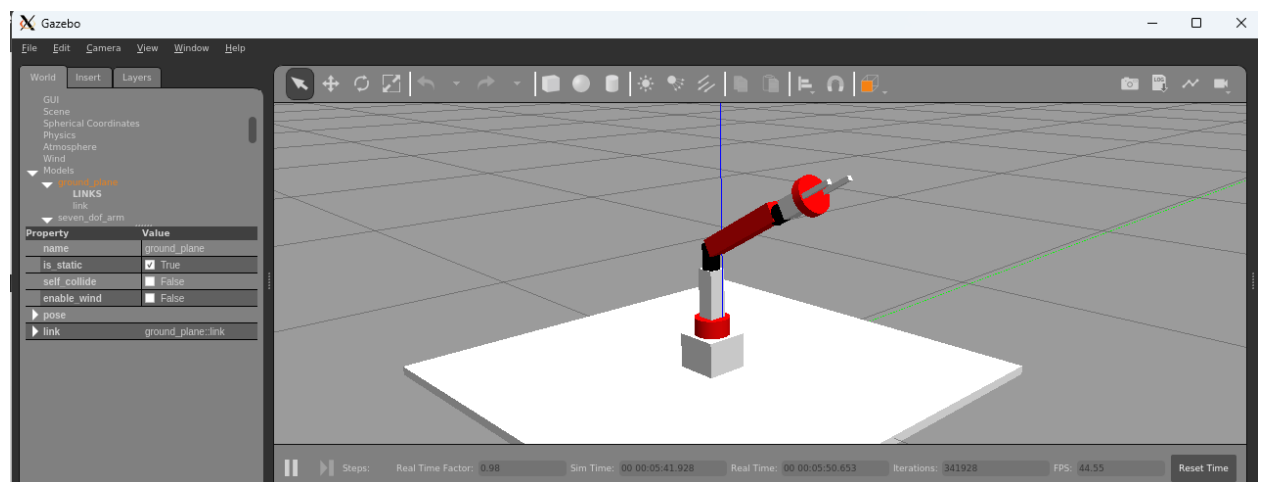 Gazebo
File Edit Camera View Window Help
World Insert Layers
GUI
Scene
Spherical Coordinates
Physics
Atmosphere
Wind
Models
ground_plane
LINKS
link
seven_dof_arm
Property Value
name ground_plane
is_static True
self_collide False
enable_wind False
pose
link ground_plane::link
LOG
Steps: Real Time Factor: 0.98 Sim Time: 00 00:05:41.928 Real Time: 00 00:05:50.653 Iterations: 341928 FPS: 44.55 Reset Time